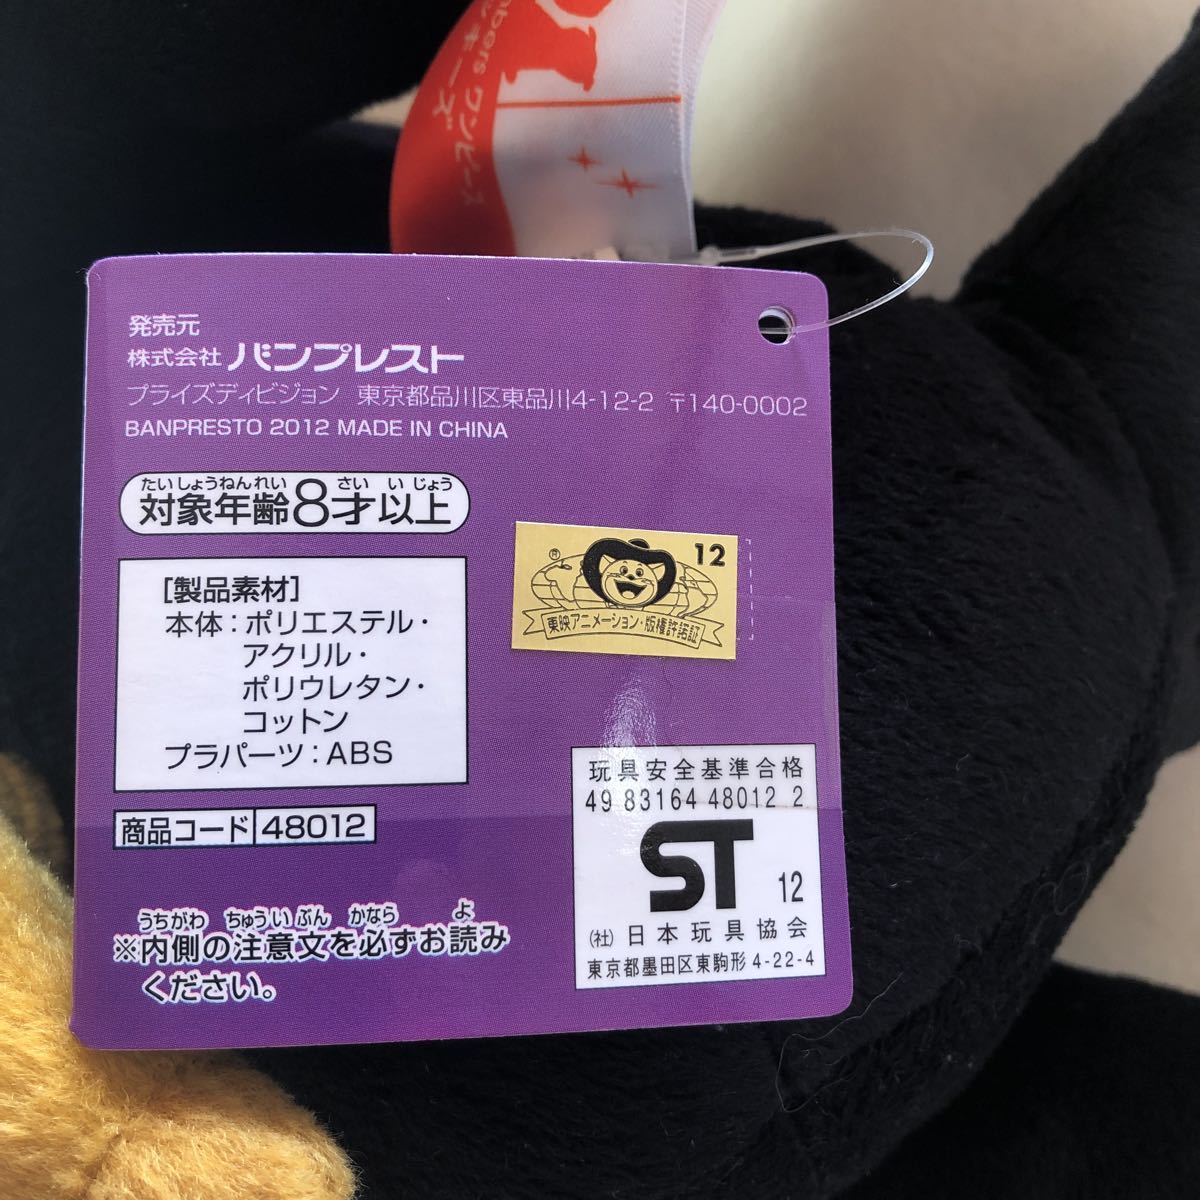 ワンピース
発売元
株式会社 バンプレスト
プライズディビジョン 東京都品川区東品川4-12-2 〒140-0002
BANPRESTO 2012 MADE IN CHINA
たいしょうねんれい さい い じょう
対象年齢8才以上
[製品素材]
本体:ポリエステル・
アクリル・
ポリウレタン・
コットン
プラパーツ:ABS
商品コード 48012
うちがわ ちゅういぶん かなら よ
※内側の注意文を必ずお読み
ください。
® 12
東映アニメーション・版権許諾証
玩具安全基準合格
49 83164 48012 2
ST 12
(社) 日本玩具協会
東京都墨田区東駒形 4-22-4